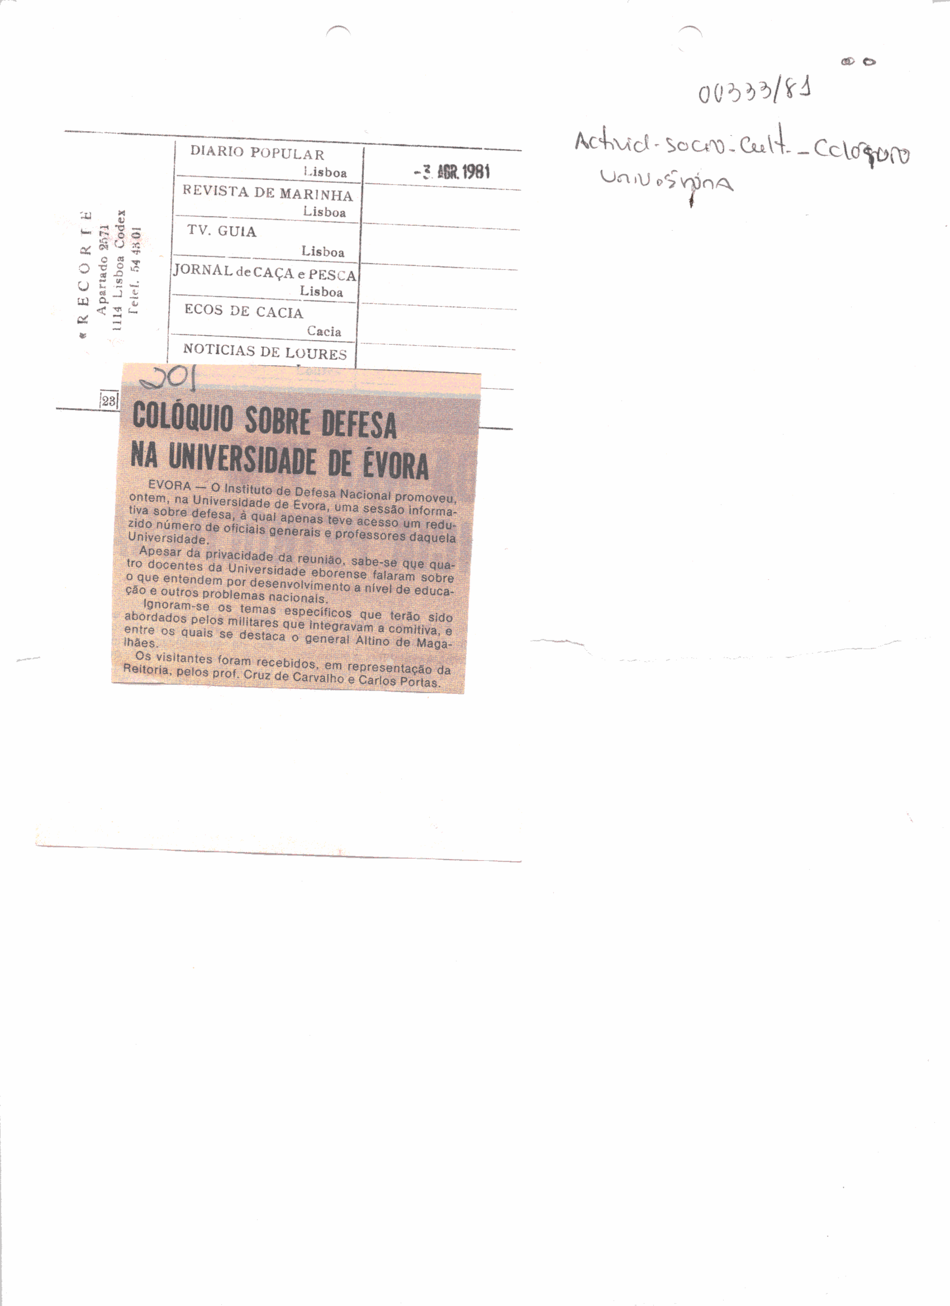 00333/81
Activid-Socio-Cult. - Coloquio
DIARIO POPULAR
Lisboa
-3. ABR. 1981
REVISTA DE MARINHA
Lisboa
TV. GUIA
Lisboa
JORNAL de CAÇA e PESCA
Lisboa
ECOS DE CACIA
Cacia
NOTICIAS DE LOURES
« RECORTE
Apartado 2571
1114 Lisboa Codex
Telef. 54 43 01
23
201
COLÓQUIO SOBRE DEFESA
NA UNIVERSIDADE DE ÉVORA
EVORA — O Instituto de Defesa Nacional promoveu,
ontem, na Universidade de Evora, uma sessão informa-
tiva sobre defesa, à qual apenas teve acesso um redu-
zido número de oficiais generais e professores daquela
Universidade.
Apesar da privacidade da reunião, sabe-se que qua-
tro docentes da Universidade eborense falaram sobre
o que entendem por desenvolvimento a nível de educa-
ção e outros problemas nacionais.
Ignoram-se os temas específicos que terão sido
abordados pelos militares que integravam a comitiva, e
entre os quais se destaca o general Altino de Maga-
lhães.
Os visitantes foram recebidos, em representação da
Reitoria, pelos prof. Cruz de Carvalho e Carlos Portas.